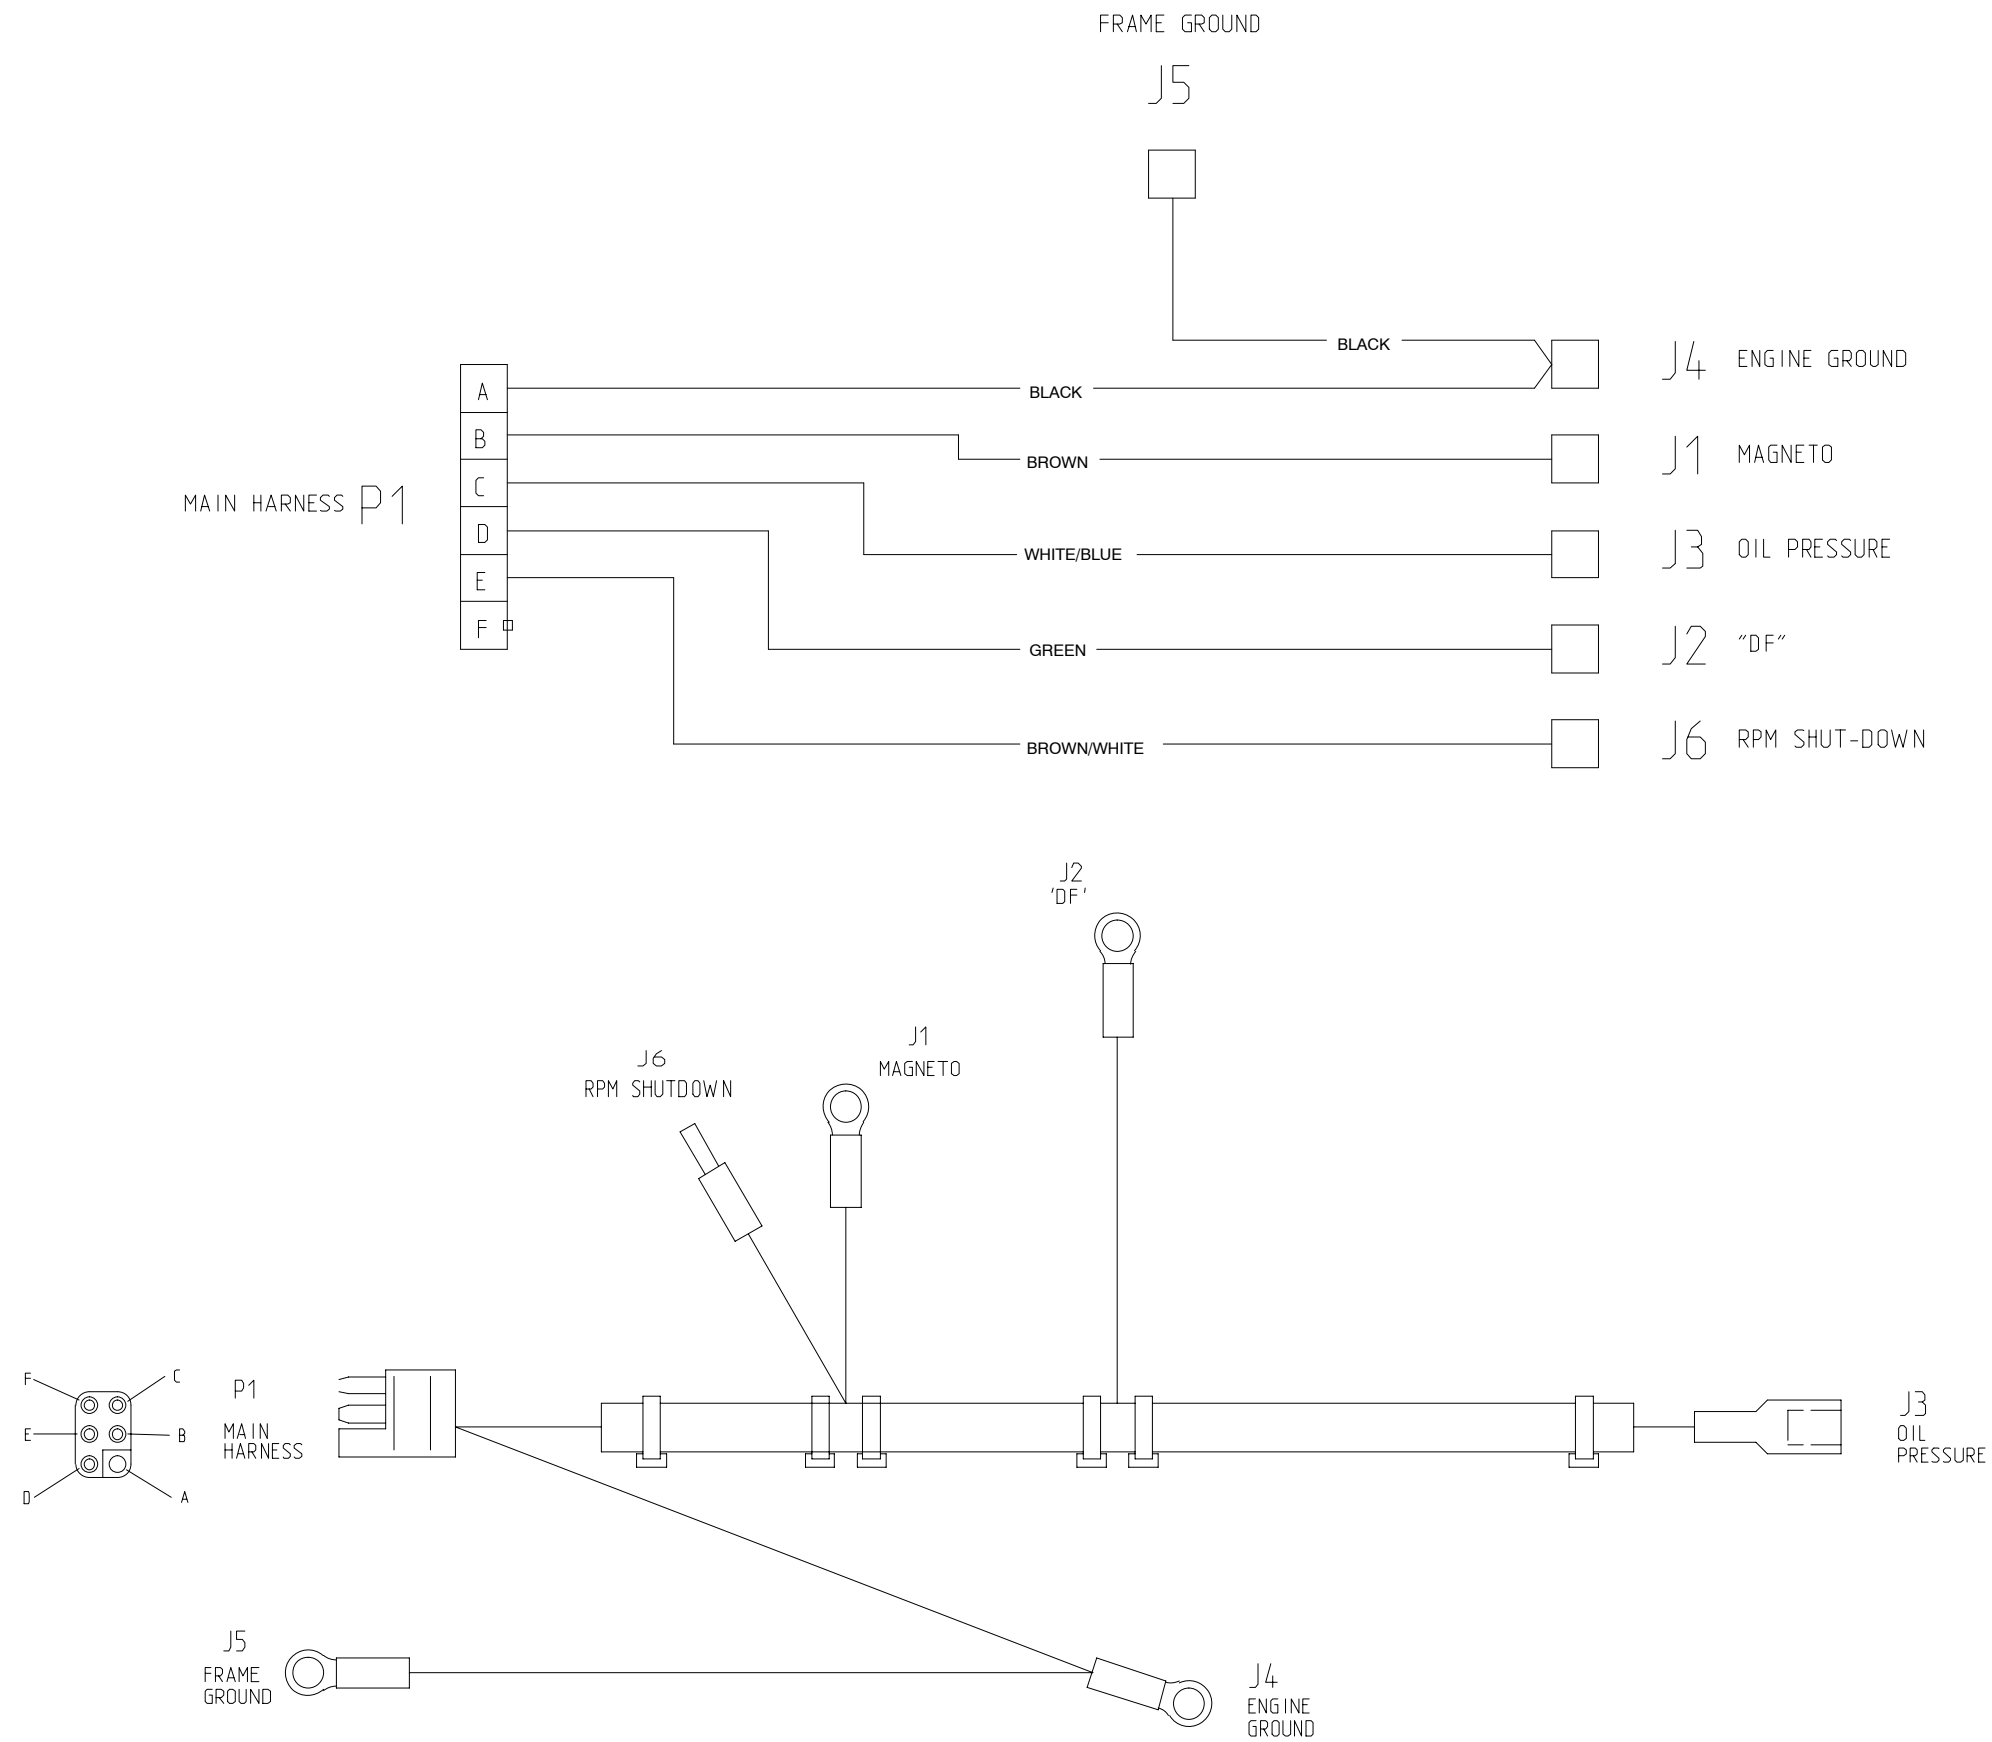 FRAME GROUND
J5
BLACK
J4 ENGINE GROUND
A
BLACK
B
BROWN
J1 MAGNETO
MAIN HARNESS P1
C
WHITE/BLUE
J3 OIL PRESSURE
D
GREEN
J2 "DF"
E
BROWN/WHITE
J6 RPM SHUT-DOWN
F
J2
'DF'
J1
MAGNETO
J6
RPM SHUTDOWN
F
C
E
B
D
A
P1
MAIN
HARNESS
J3
OIL
PRESSURE
J5
FRAME
GROUND
J4
ENGINE
GROUND